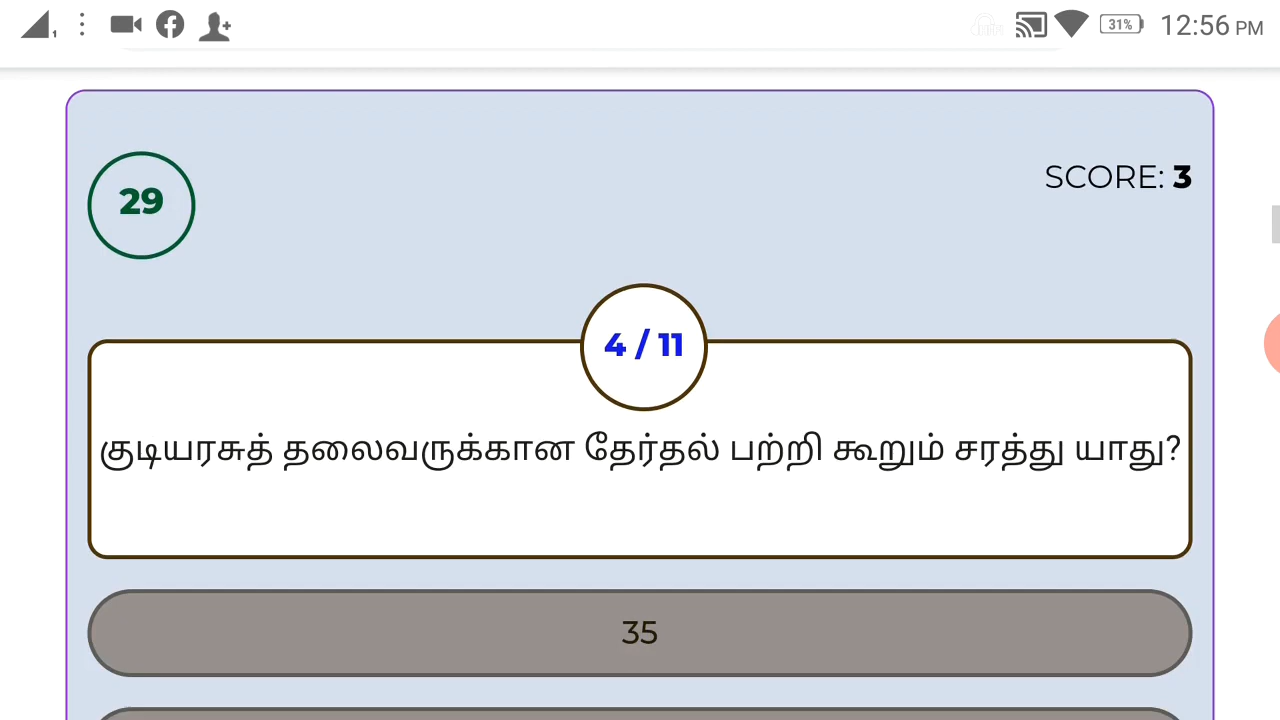 31%
12:56 PM
29
SCORE: 3
4 / 11
குடியரசுத் தலைவருக்கான தேர்தல் பற்றி கூறும் சரத்து யாது?
35